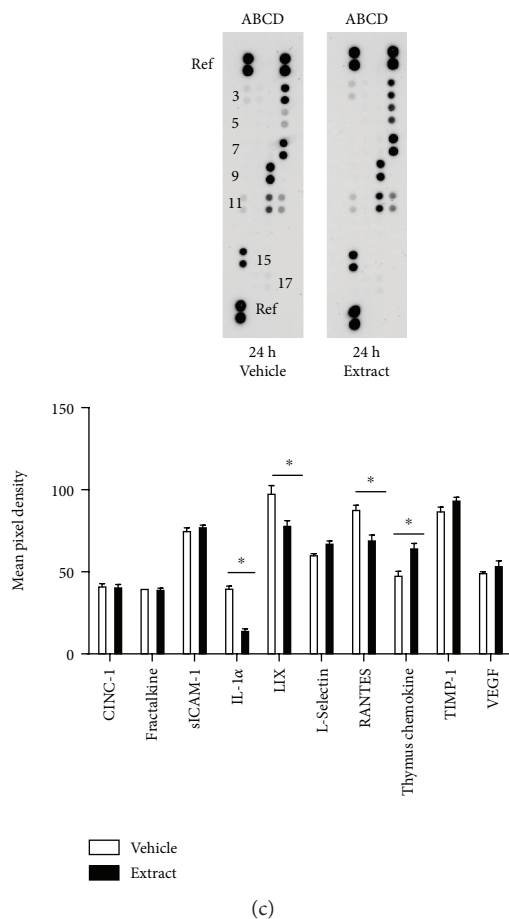 ABCD
ABCD
Ref
3
5
7
9
11
15
17
Ref
24 h
Vehicle
24 h
Extract
150
100
50
0
Mean pixel density
*
*
*
*
CINC-1
Fractalkine
sICAM-1
IL-1α
LIX
L-Selectin
RANTES
Thymus chemokine
TIMP-1
VEGF
Vehicle
Extract
(c)